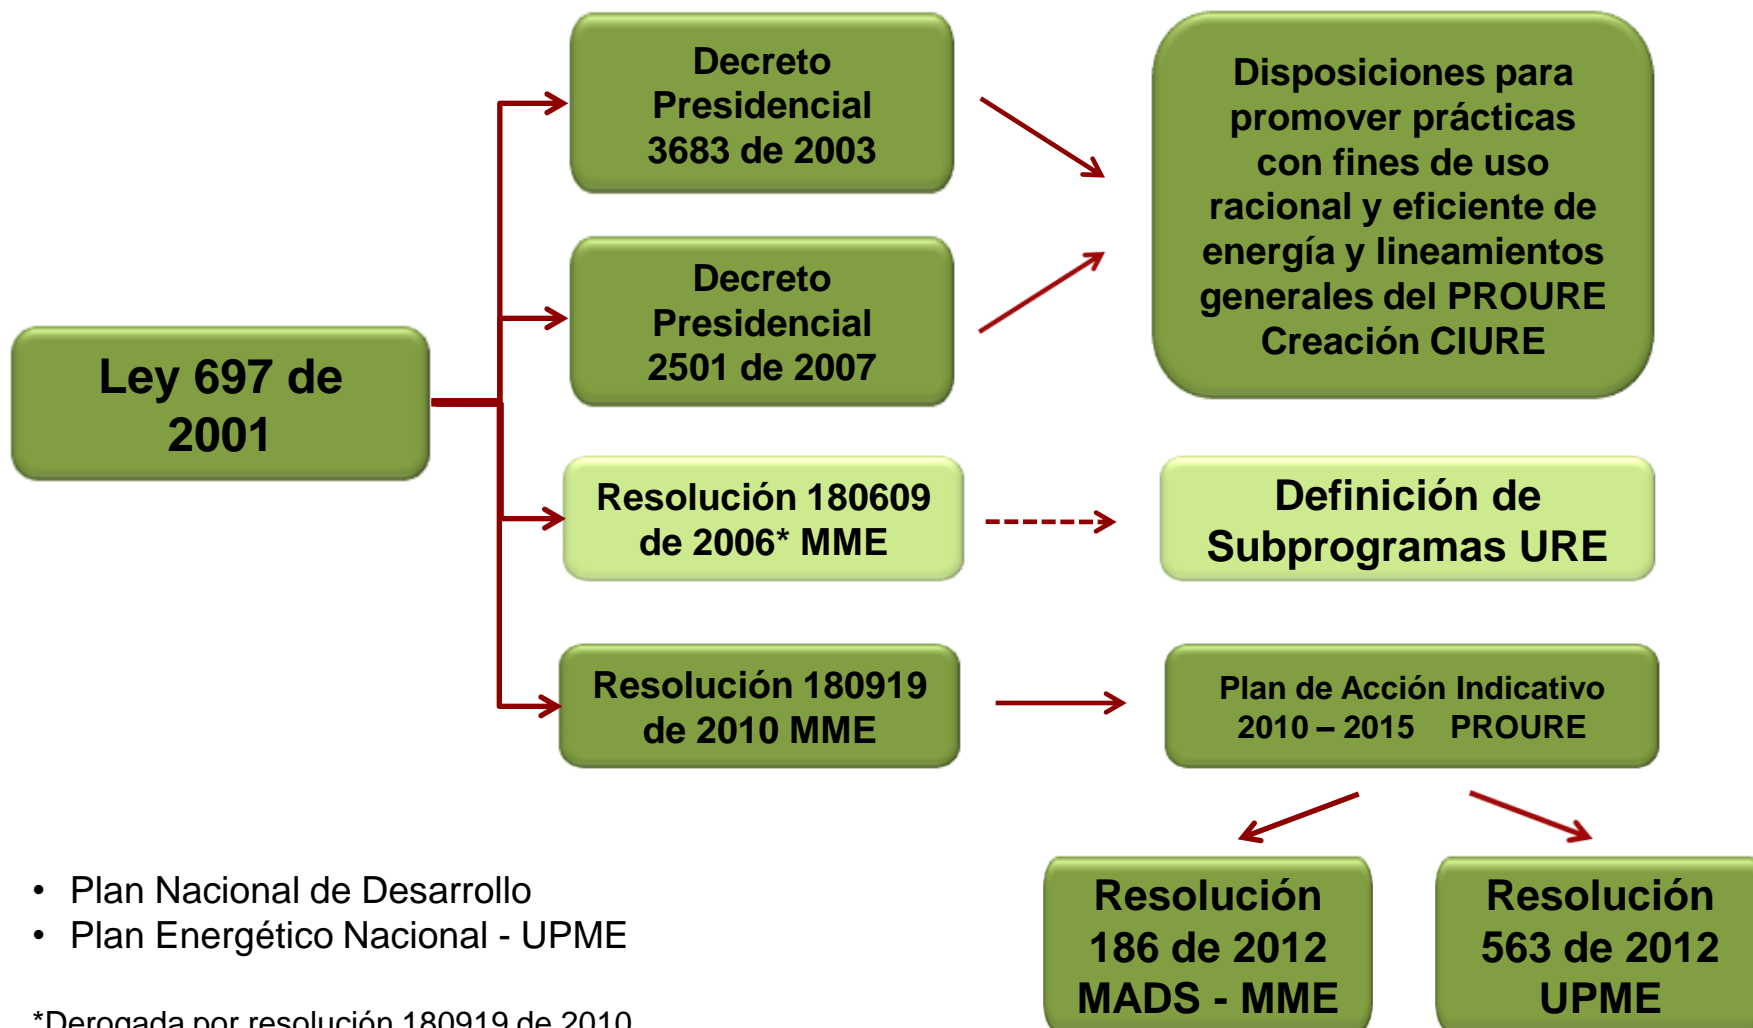 Decreto
Presidencial
3683 de 2003
Disposiciones para
promover prácticas
con fines de uso
racional y eficiente de
energía y lineamientos
generales del PROURE
Creación CIURE
Decreto
Presidencial
2501 de 2007
Ley 697 de
2001
Resolución 180609
de 2006* MME
Definición de
Subprogramas URE
Resolución 180919
de 2010 MME
Plan de Acción Indicativo
2010 – 2015 PROURE
Resolución
186 de 2012
MADS - MME
Resolución
563 de 2012
UPME
• Plan Nacional de Desarrollo
• Plan Energético Nacional - UPME
*Derogada por resolución 180919 de 2010